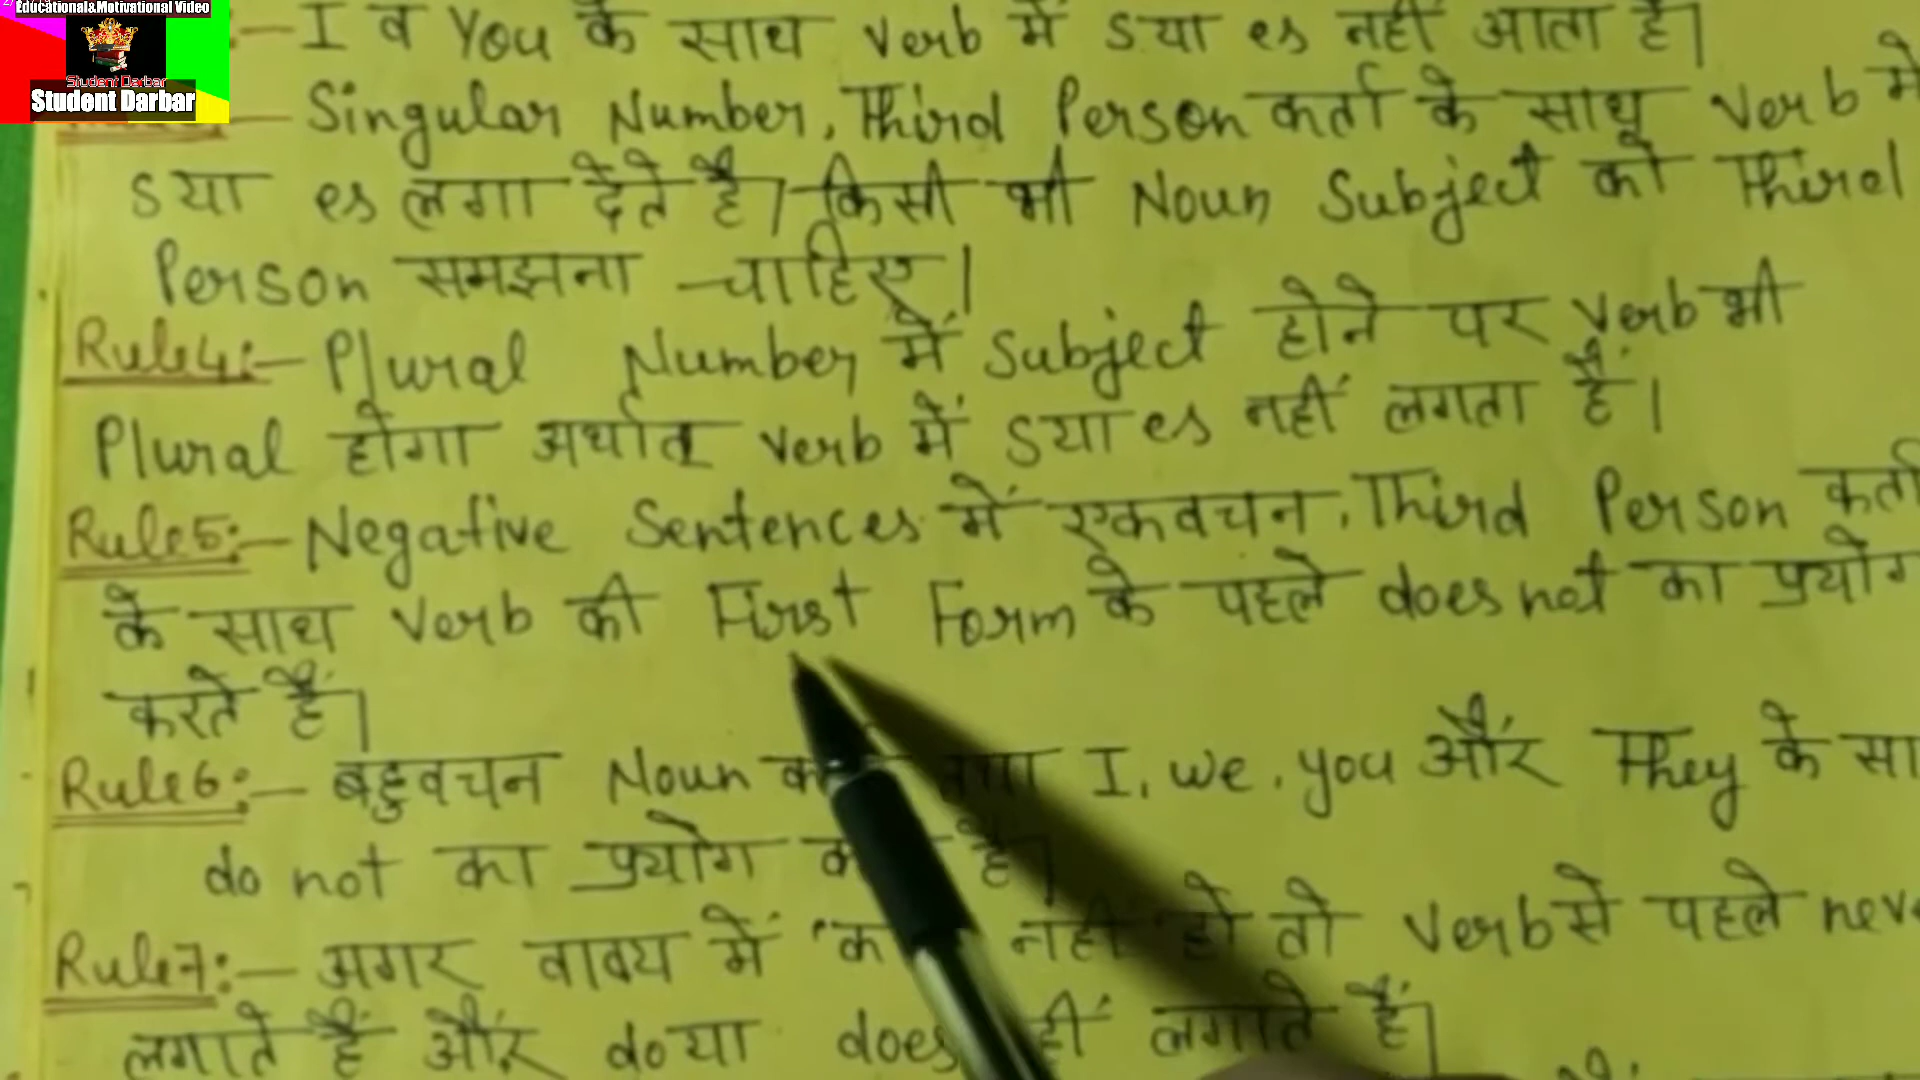 Educational&Motivational Video
Student Darbar
Student Darbar
:- I व You के साथ Verb में s या es नहीं आता है।
- Singular Number, Third Person कर्ता के साथ Verb में
s या es लगा देते हैं। किसी भी Noun Subject को Third
Person समझना चाहिए।
Rule4:- Plural Number में Subject होने पर Verb भी
Plural होगा अर्थात् Verb में s या es नहीं लगता है।
Rule5:- Negative Sentences में एकवचन, Third Person कर्ता
के साथ Verb की First Form के पहले does not का प्रयोग
करते हैं।
Rule6:- बहुवचन Noun I, we, you और They के सा
do not का प्रयोग है।
Rule7:- अगर वाक्य में नहीं हो तो Verb से पहले nev
लगाते हैं और do या does लगाते हैं।